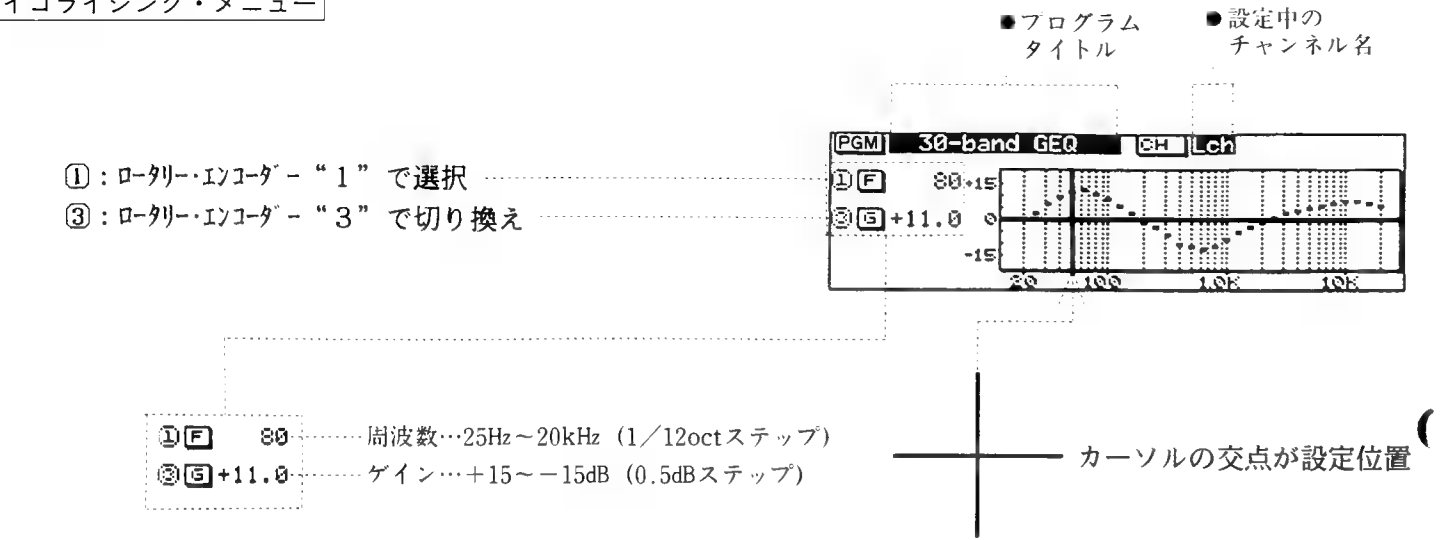 イコライジング・メニュー
●プログラム
タイトル
●設定中の
チャンネル名
PGM 30-band GEQ CH Lch
①：ロータリー・エンコーダー“1”で選択
③：ロータリー・エンコーダー“3”で切り換え
①F 80
③G +11.0
+15
0
-15
20 100 1.0K 10K
①F 80……周波数…25Hz～20kHz（1／12octステップ）
③G+11.0……ゲイン…＋15～－15dB（0.5dBステップ）
カーソルの交点が設定位置